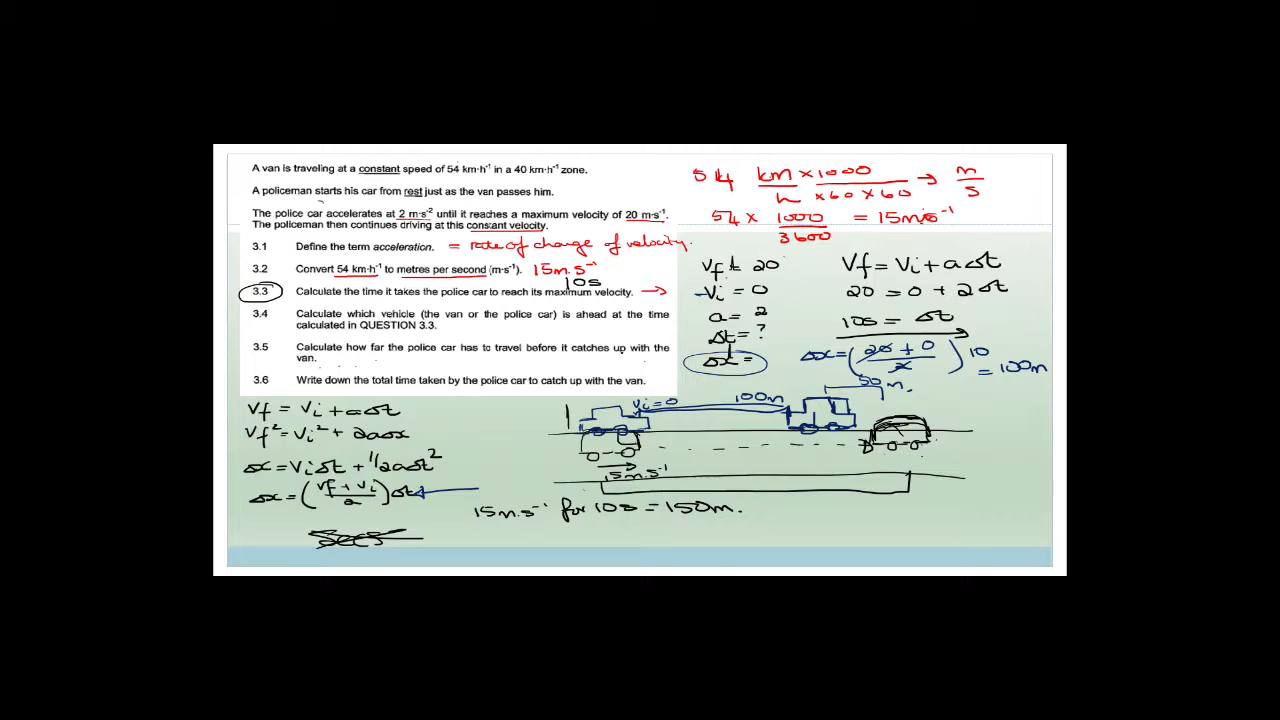 A van is traveling at a constant speed of 54 km·h⁻¹ in a 40 km·h⁻¹ zone.
A policeman starts his car from rest just as the van passes him.
The police car accelerates at 2 m·s⁻² until it reaches a maximum velocity of 20 m·s⁻¹.
The policeman then continues driving at this constant velocity.
3.1 Define the term acceleration. = rate of change of velocity.
3.2 Convert 54 km·h⁻¹ to metres per second (m·s⁻¹). 15m.s⁻¹
10s
3.3 Calculate the time it takes the police car to reach its maximum velocity. →
3.4 Calculate which vehicle (the van or the police car) is ahead at the time
calculated in QUESTION 3.3.
3.5 Calculate how far the police car has to travel before it catches up with the
van.
3.6 Write down the total time taken by the police car to catch up with the van.
54 km/h × 1000/(×60×60) → m/s
54 × 1000/3600 = 15ms⁻¹
Vf = 20
Vi = 0
a = 2
Δt = ?
Δx =
Vf = Vi + aΔt
20 = 0 + 2Δt
10s = Δt
Δx = ((20 + 0)/2) 10
= 100m
Vf = Vi + aΔt
Vf² = Vi² + 2aΔx
Δx = ViΔt + 1/2aΔt²
Δx = ((Vf + Vi)/2) Δt
Vi = 0
100m
50m.
15m.s⁻¹
15m.s⁻¹ for 10s = 150m.